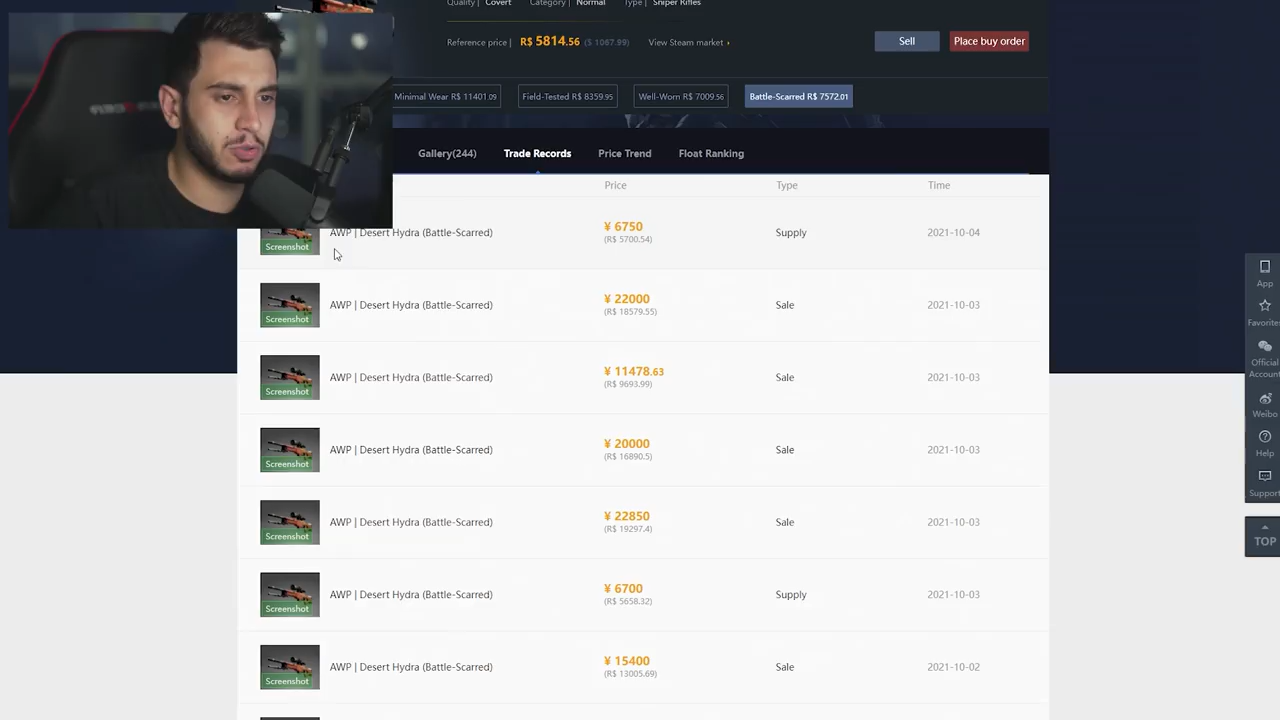 Quality | Covert Category | Normal Type | Sniper Rifles
Reference price | R$ 5814.56 ($ 1067.99) View Steam market
Sell
Place buy order
Minimal Wear R$ 11401.09
Field-Tested R$ 8359.95
Well-Worn R$ 7009.56
Battle-Scarred R$ 7572.01
Gallery(244)
Trade Records
Price Trend
Float Ranking
Price Type Time
Screenshot
AWP | Desert Hydra (Battle-Scarred)
¥ 6750
(R$ 5700.54)
Supply
2021-10-04
Screenshot
AWP | Desert Hydra (Battle-Scarred)
¥ 22000
(R$ 18579.55)
Sale
2021-10-03
Screenshot
AWP | Desert Hydra (Battle-Scarred)
¥ 11478.63
(R$ 9693.99)
Sale
2021-10-03
Screenshot
AWP | Desert Hydra (Battle-Scarred)
¥ 20000
(R$ 16890.5)
Sale
2021-10-03
Screenshot
AWP | Desert Hydra (Battle-Scarred)
¥ 22850
(R$ 19297.4)
Sale
2021-10-03
Screenshot
AWP | Desert Hydra (Battle-Scarred)
¥ 6700
(R$ 5658.32)
Supply
2021-10-03
Screenshot
AWP | Desert Hydra (Battle-Scarred)
¥ 15400
(R$ 13005.69)
Sale
2021-10-02
App
Favorites
Official
Account
Weibo
Help
Support
TOP